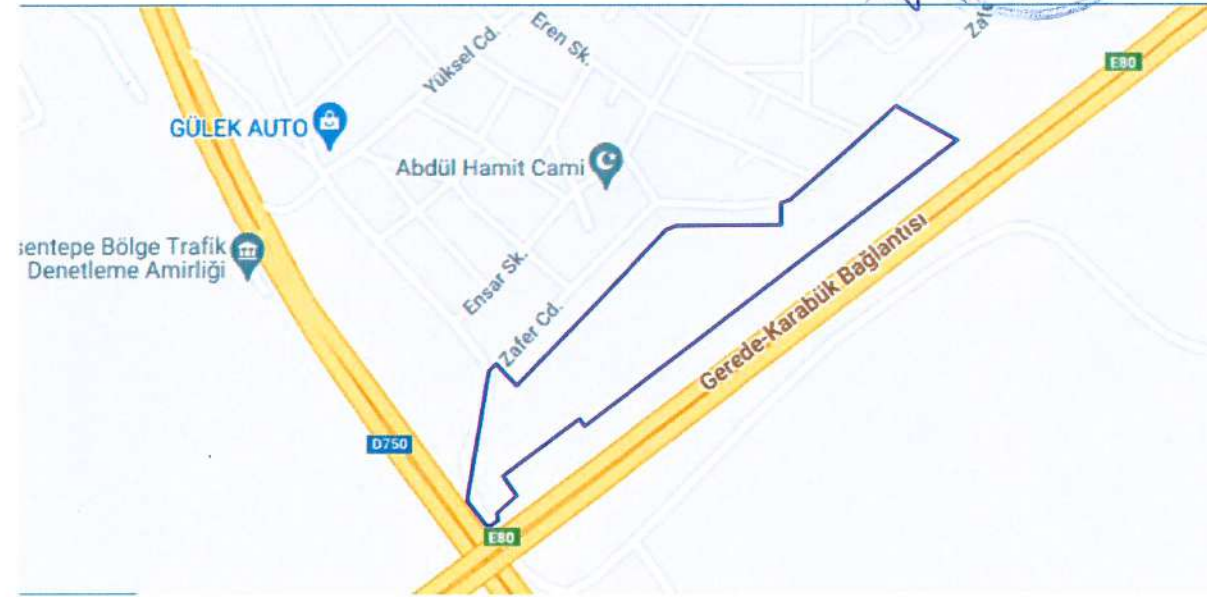 Yüksel Cd.
Eren Sk.
E80
GÜLEK AUTO
Abdül Hamit Cami
sentepe Bölge Trafik
Denetleme Amirliği
Ensar Sk.
Zafer Cd.
Gerede-Karabük Bağlantısı
D750
E80